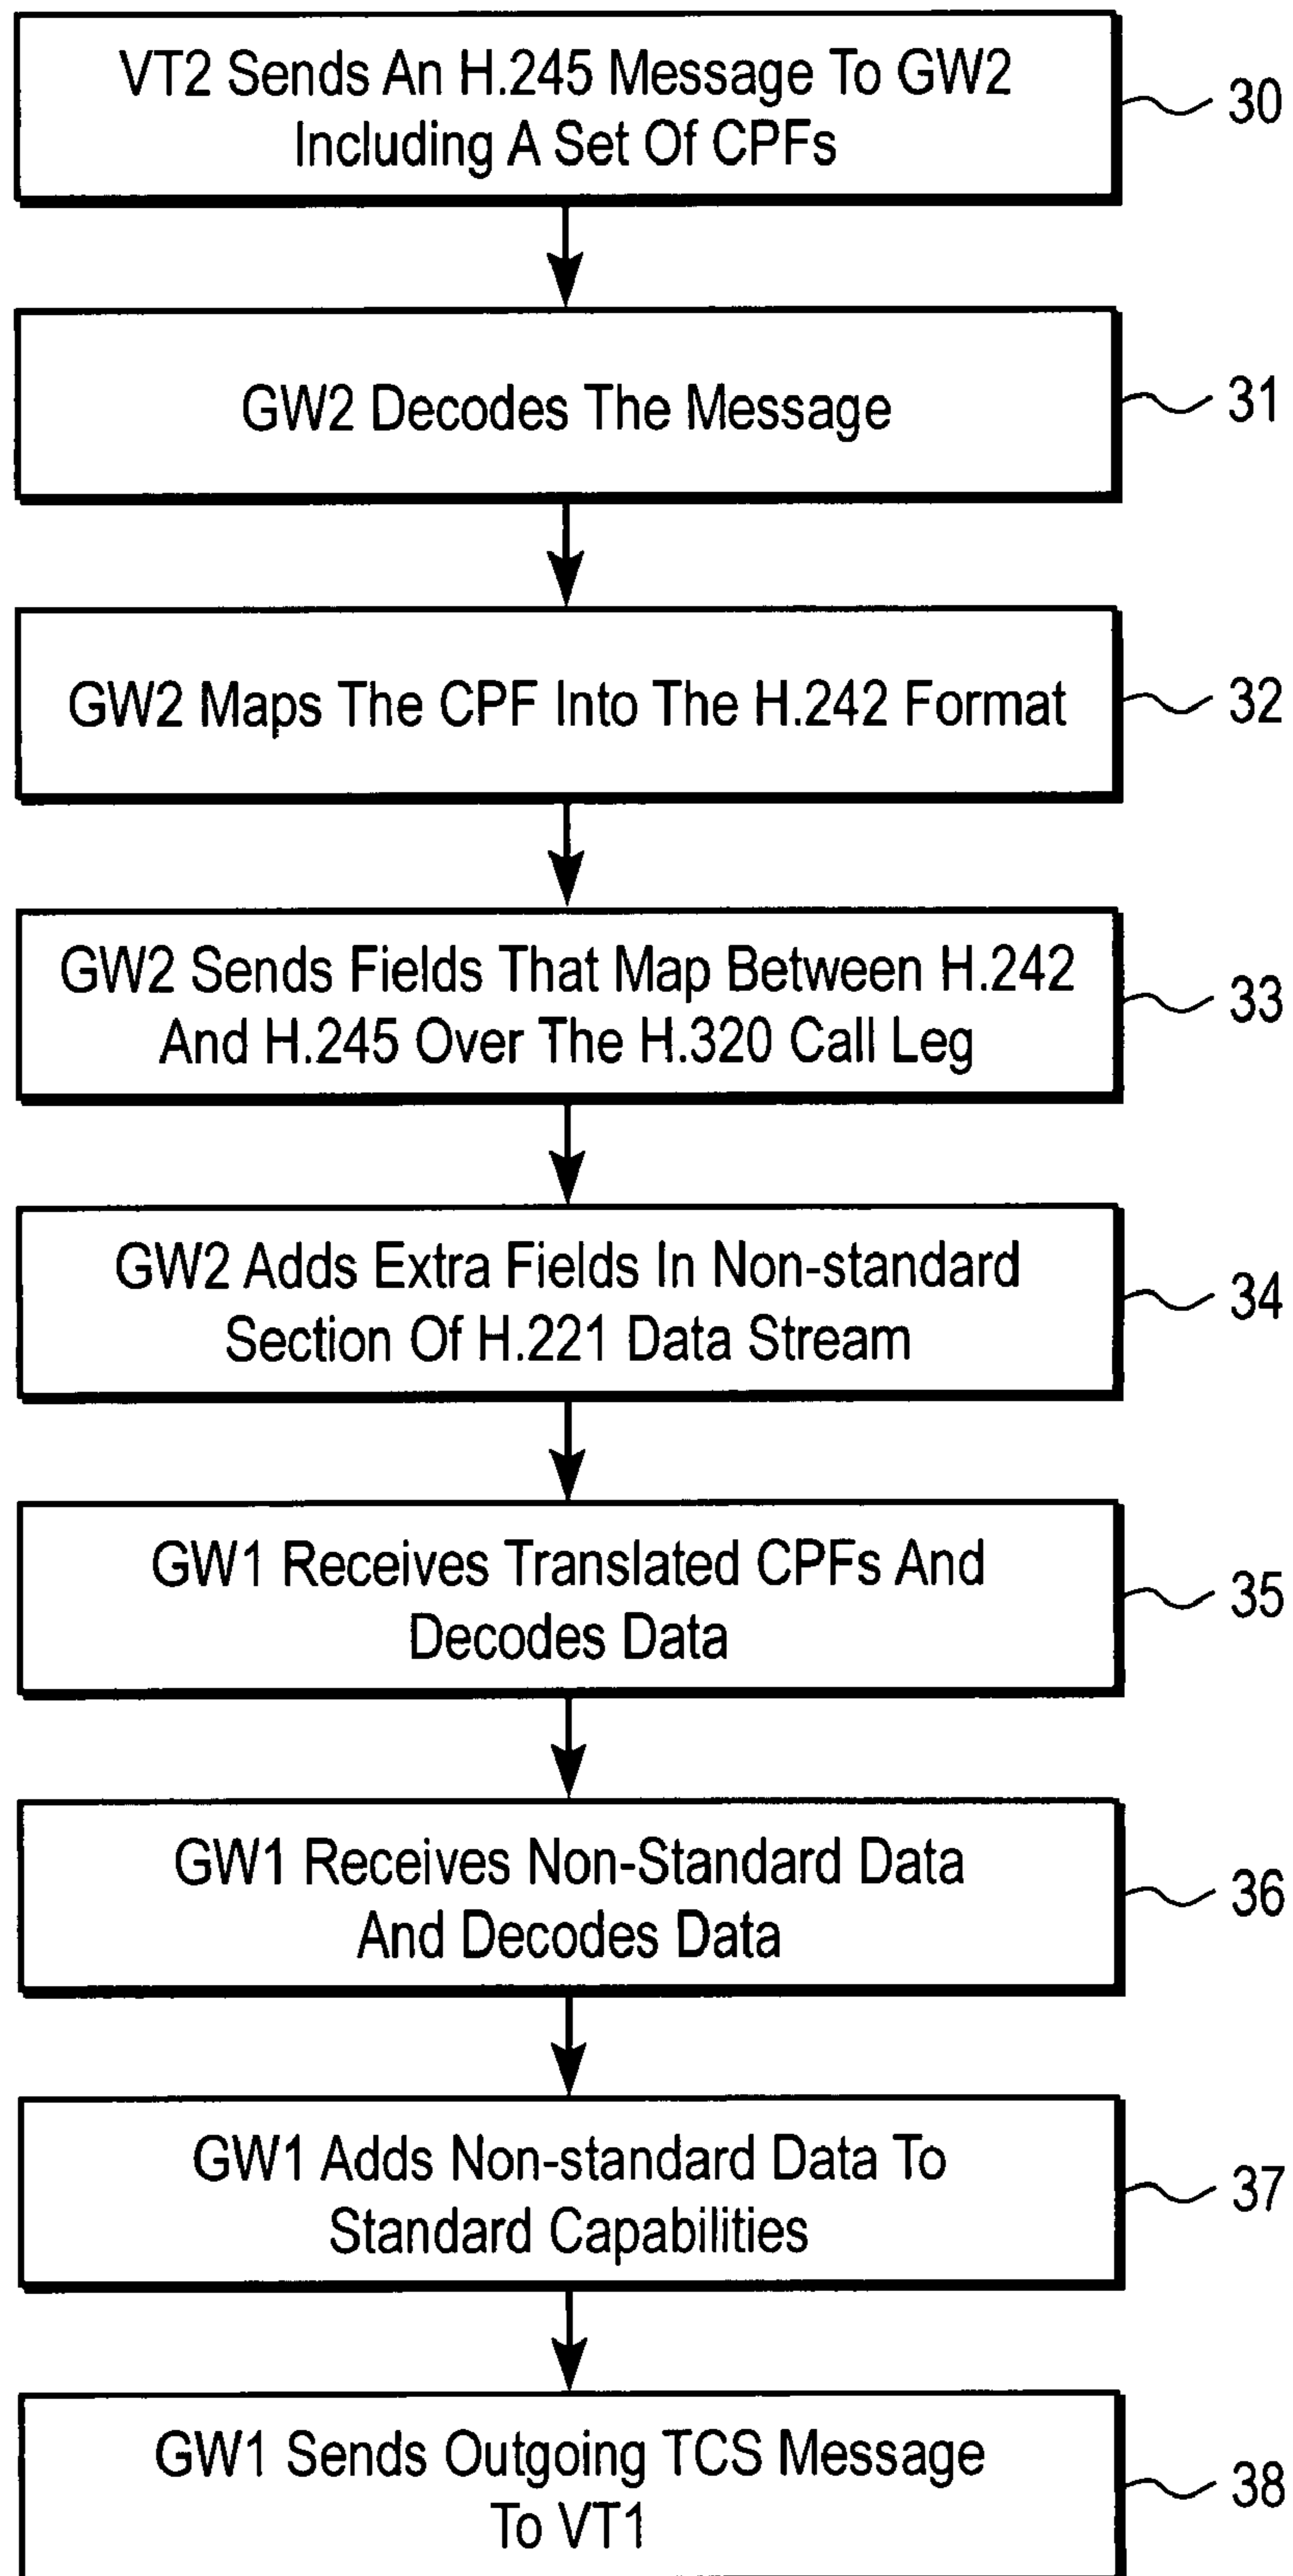 VT2 Sends An H.245 Message To GW2
Including A Set Of CPFs
30
GW2 Decodes The Message
31
GW2 Maps The CPF Into The H.242 Format
32
GW2 Sends Fields That Map Between H.242
And H.245 Over The H.320 Call Leg
33
GW2 Adds Extra Fields In Non-standard
Section Of H.221 Data Stream
34
GW1 Receives Translated CPFs And
Decodes Data
35
GW1 Receives Non-Standard Data
And Decodes Data
36
GW1 Adds Non-standard Data To
Standard Capabilities
37
GW1 Sends Outgoing TCS Message
To VT1
38